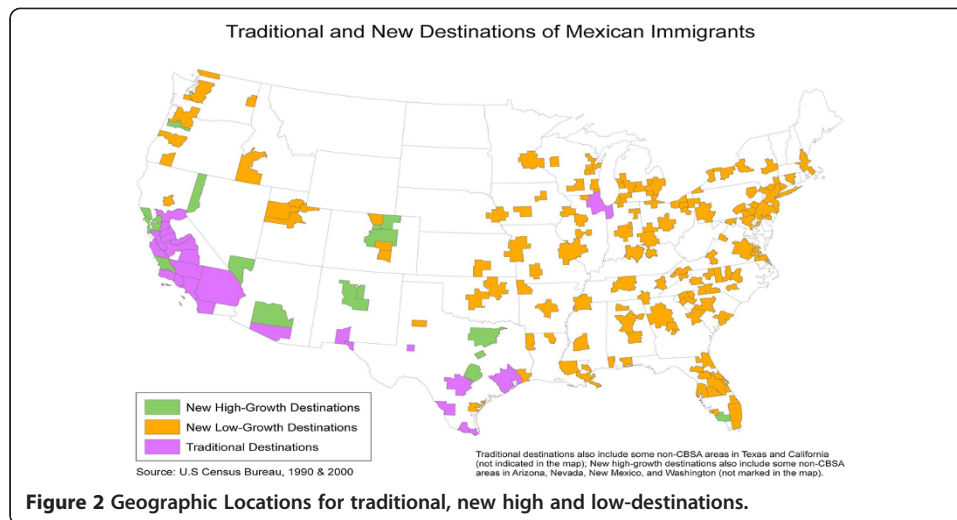 Traditional and New Destinations of Mexican Immigrants
New High-Growth Destinations
New Low-Growth Destinations
Traditional Destinations
Source: U.S Census Bureau, 1990 & 2000
Traditional destinations also include some non-CBSA areas in Texas and California
(not indicated in the map); New high-growth destinations also include some non-CBSA
areas in Arizona, Nevada, New Mexico, and Washington (not marked in the map).
Figure 2 Geographic Locations for traditional, new high and low-destinations.